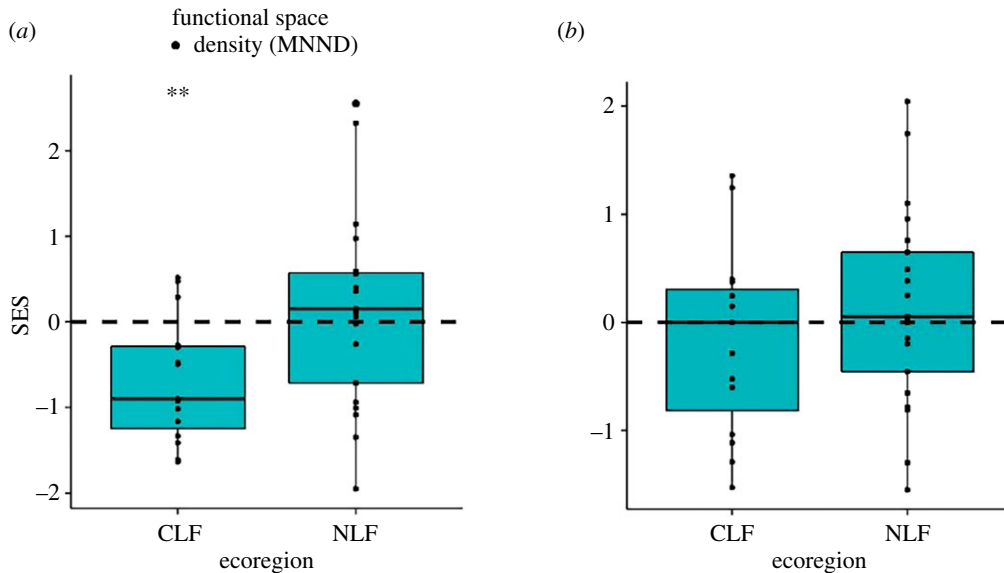 (a)
functional space
density (MNND)
**
2
1
0
−1
−2
SES
CLF
NLF
ecoregion
(b)
2
1
0
−1
CLF
NLF
ecoregion